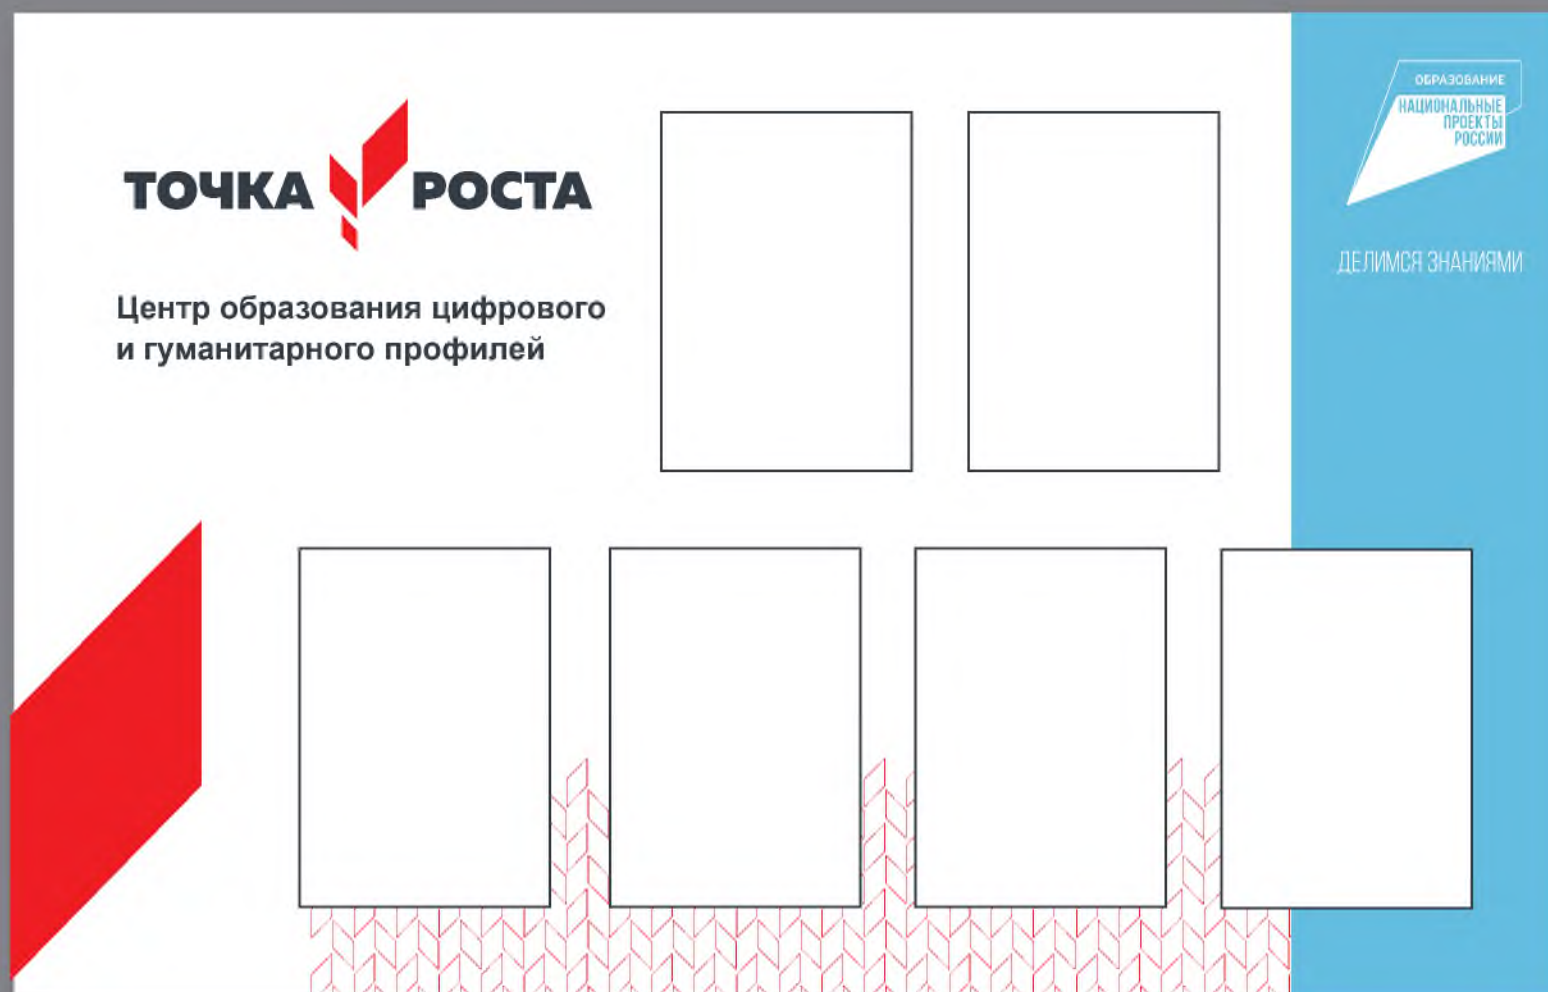 ТОЧКА РОСТА
Центр образования цифрового
и гуманитарного профилей
ОБРАЗОВАНИЕ
НАЦИОНАЛЬНЫЕ
ПРОЕКТЫ
РОССИИ
ДЕЛИМСЯ ЗНАНИЯМИ